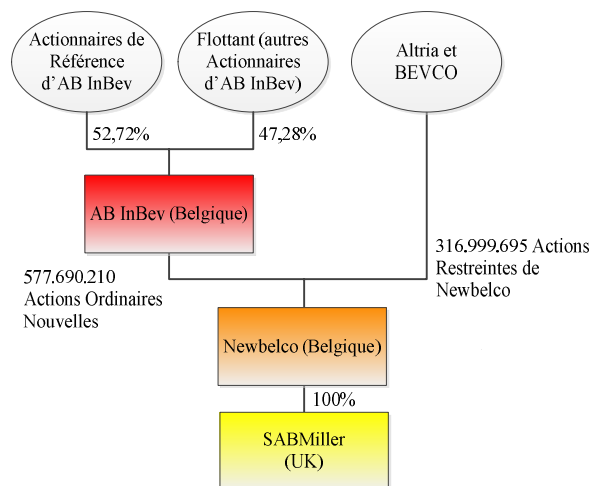 Actionnaires de
Référence
d'AB InBev
Flottant (autres
Actionnaires
d'AB InBev)
Altria et
BEVCO
52,72%
47,28%
AB InBev (Belgique)
577.690.210
Actions Ordinaires
Nouvelles
316.999.695 Actions
Restreintes de
Newbelco
Newbelco (Belgique)
100%
SABMiller
(UK)